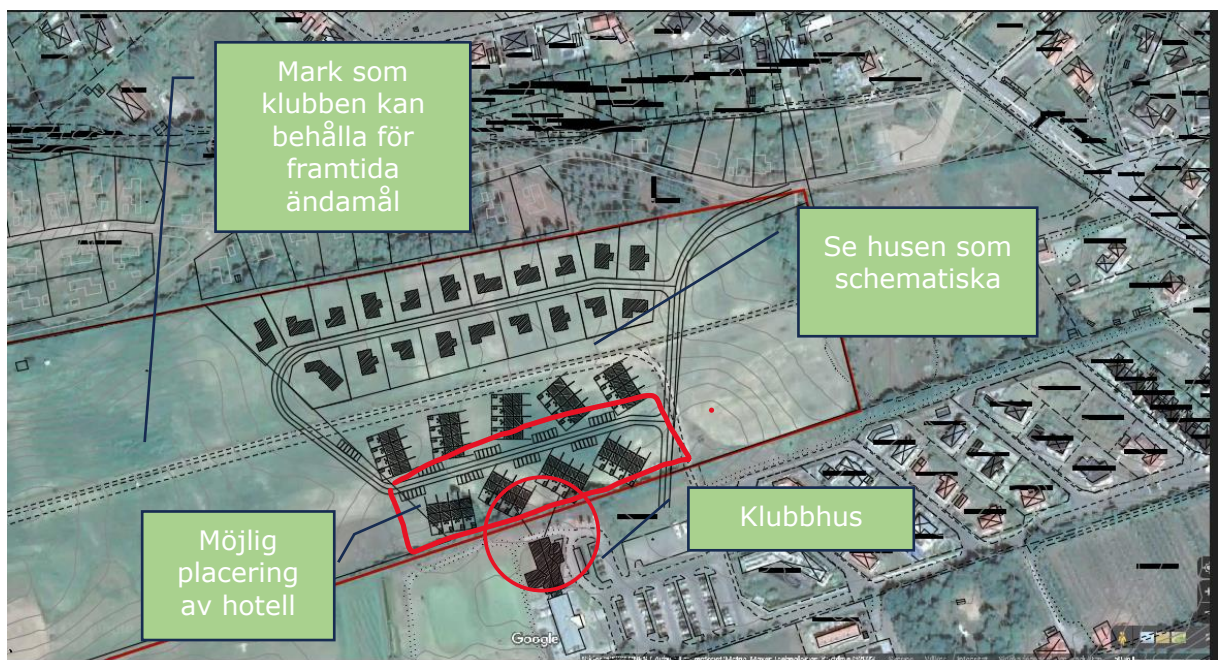 Mark som
klubben kan
behålla för
framtida
ändamål
Se husen som
schematiska
Klubbhus
Möjlig
placering
av hotell
Google